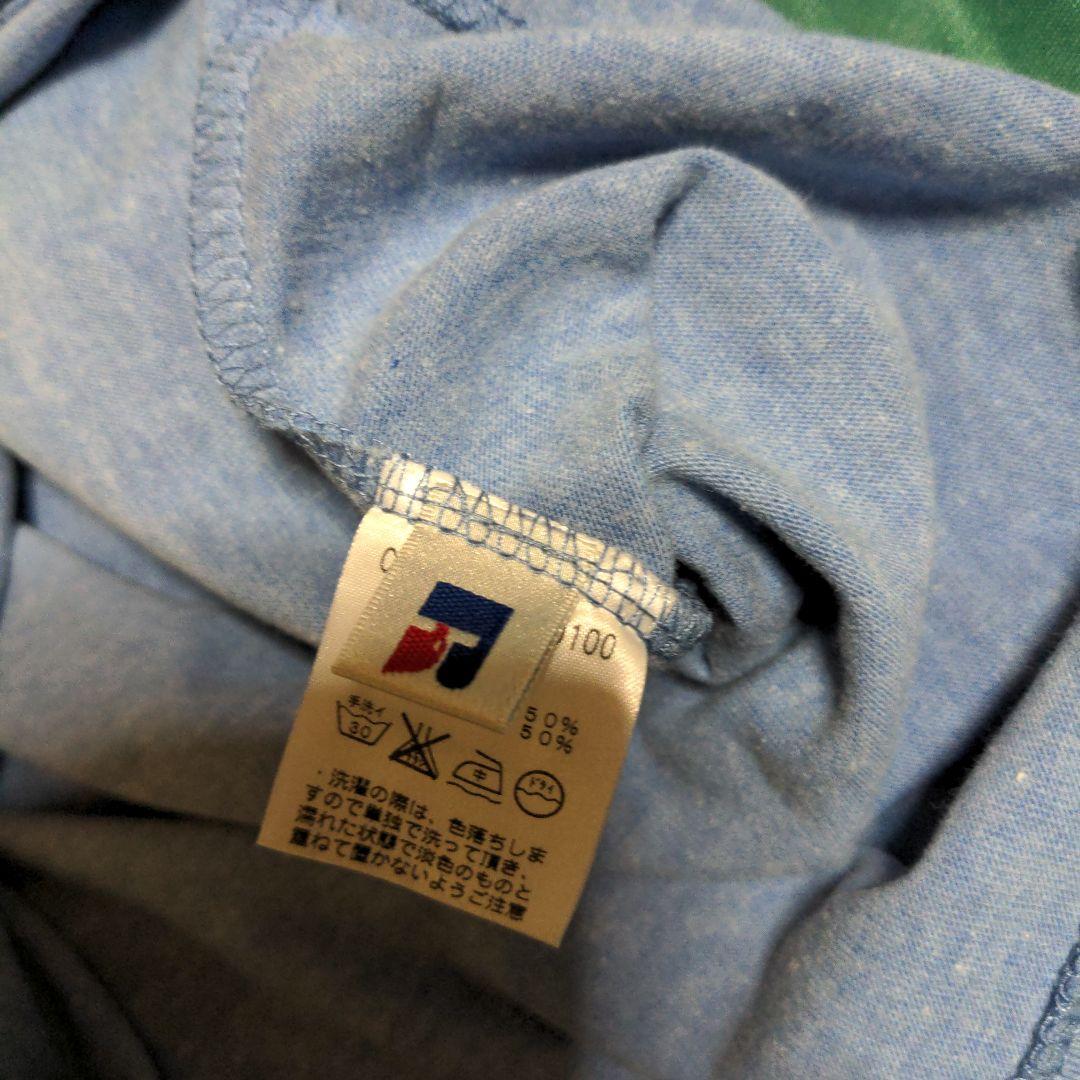 100
50%
50%
手洗イ
30
中
ドライ
・洗濯の際は、色落ちしま
すので単独で洗って頂き、
濡れた状態で淡色のものと
重ねて置かないようご注意